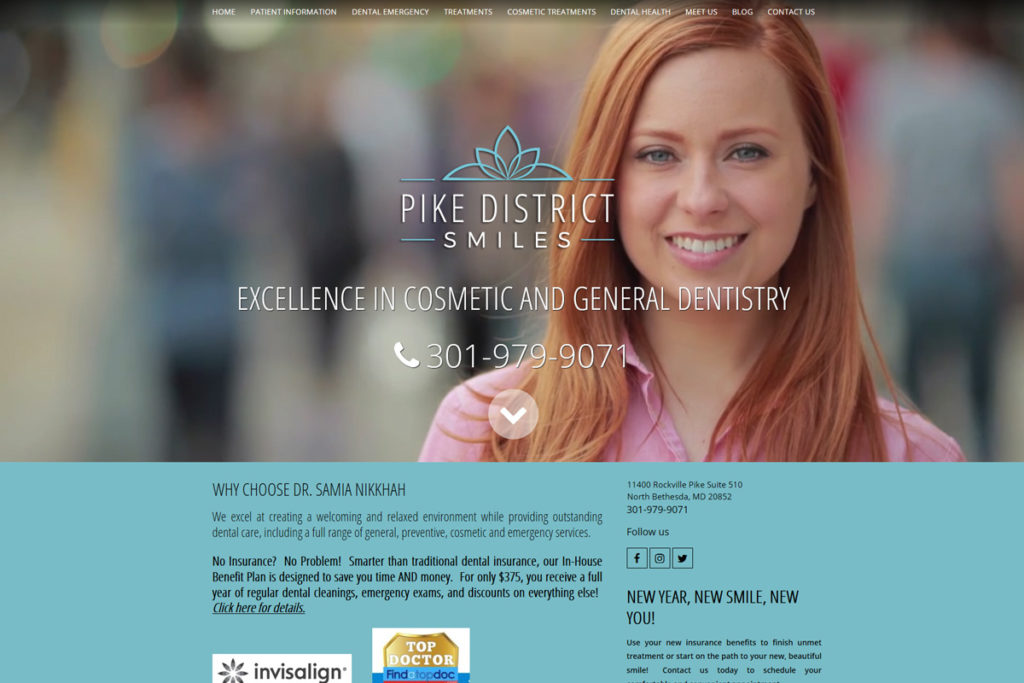 HOME PATIENT INFORMATION DENTAL EMERGENCY TREATMENTS COSMETIC TREATMENTS DENTAL HEALTH MEET US BLOG CONTACT US
PIKE DISTRICT
SMILES
EXCELLENCE IN COSMETIC AND GENERAL DENTISTRY
301-979-9071
WHY CHOOSE DR. SAMIA NIKKHAH
We excel at creating a welcoming and relaxed environment while providing outstanding
dental care, including a full range of general, preventive, cosmetic and emergency services.
No Insurance? No Problem! Smarter than traditional dental insurance, our In-House
Benefit Plan is designed to save you time AND money. For only $375, you receive a full
year of regular dental cleanings, emergency exams, and discounts on everything else!
Click here for details.
invisalign
TOP
DOCTOR
Findatopdoc
11400 Rockville Pike Suite 510
North Bethesda, MD 20852
301-979-9071
Follow us
NEW YEAR, NEW SMILE, NEW
YOU!
Use your new insurance benefits to finish unmet
treatment or start on the path to your new, beautiful
smile! Contact us today to schedule your